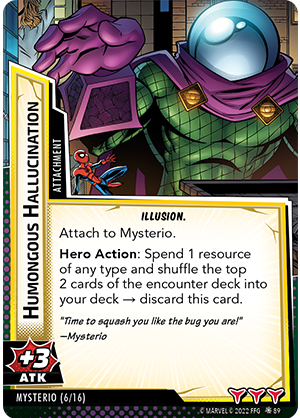 HUMONGOUS HALLUCINATION
ATTACHMENT
ILLUSION.
Attach to Mysterio.
Hero Action: Spend 1 resource
of any type and shuffle the top
2 cards of the encounter deck into
your deck → discard this card.
"Time to squash you like the bug you are!"
—Mysterio
+3
ATK
MYSTERIO (6/16)
© MARVEL © 2022 FFG 89